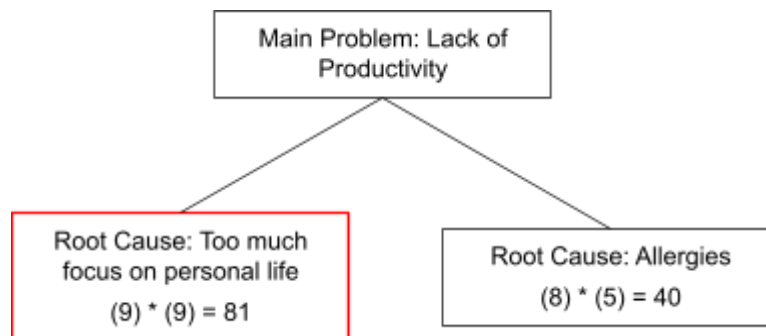 Main Problem: Lack of
Productivity
Root Cause: Too much
focus on personal life
(9) * (9) = 81
Root Cause: Allergies
(8) * (5) = 40